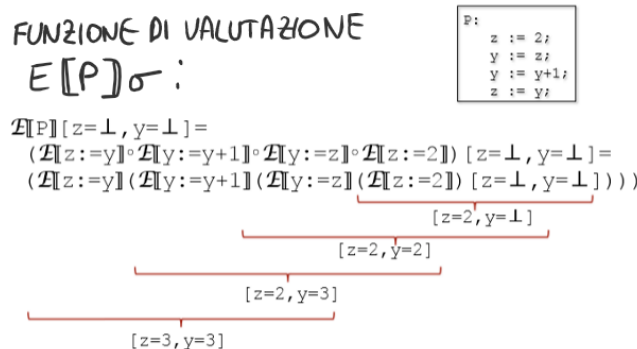 FUNZIONE DI VALUTAZIONE
E⟦P⟧σ :
P:
z := 2;
y := z;
y := y+1;
z := y;
ℰ⟦P⟧[z=⊥,y=⊥]=
(ℰ⟦z:=y⟧∘ℰ⟦y:=y+1⟧∘ℰ⟦y:=z⟧∘ℰ⟦z:=2⟧)[z=⊥,y=⊥]=
(ℰ⟦z:=y⟧(ℰ⟦y:=y+1⟧(ℰ⟦y:=z⟧(ℰ⟦z:=2⟧)[z=⊥,y=⊥])))
[z=2,y=⊥]
[z=2,y=2]
[z=2,y=3]
[z=3,y=3]